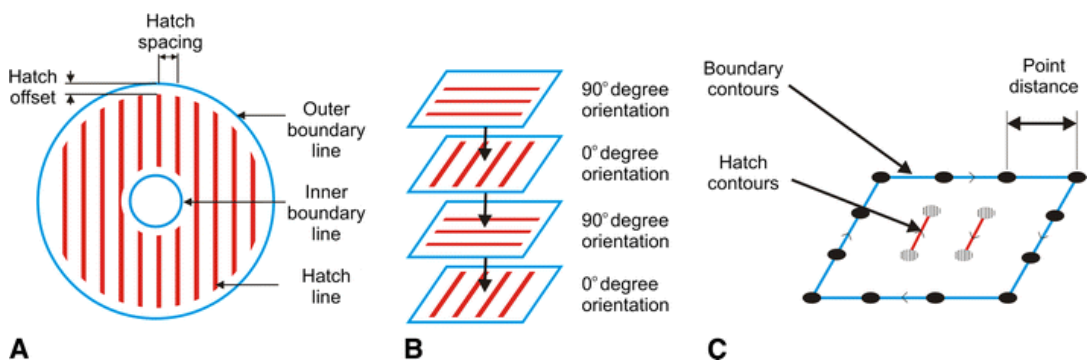 Hatch
spacing
Hatch
offset
Outer
boundary
line
Inner
boundary
line
Hatch
line
A
90° degree
orientation
0° degree
orientation
90° degree
orientation
0° degree
orientation
B
Boundary
contours
Point
distance
Hatch
contours
C